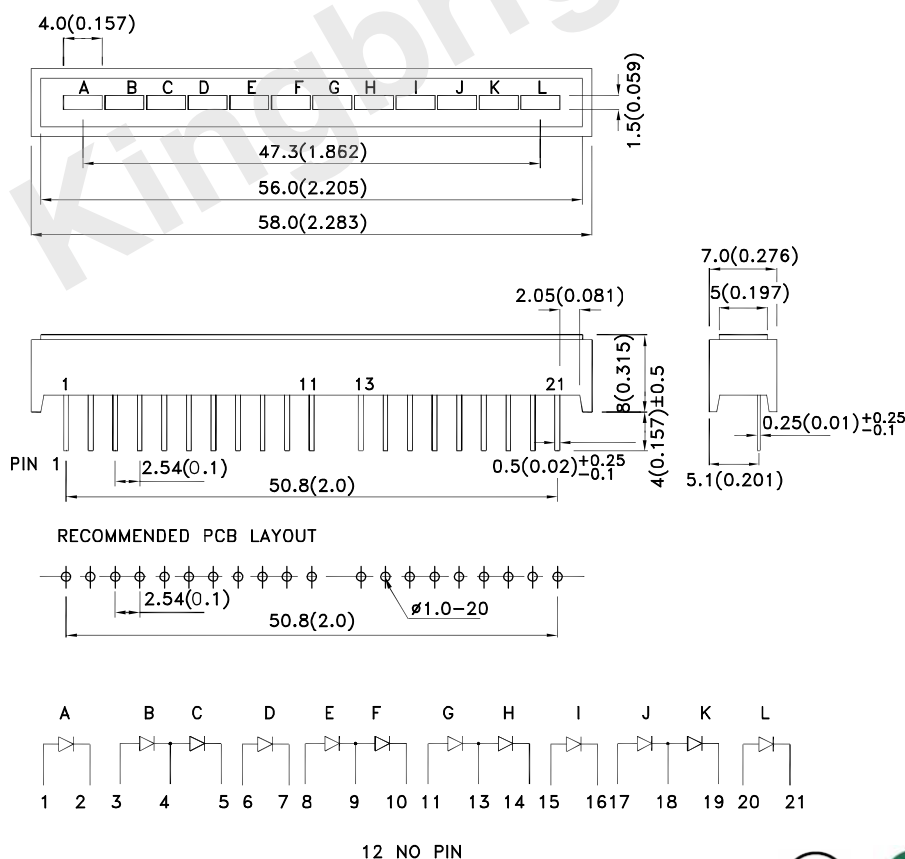 Kingbrig
4.0(0.157)
A B C D E F G H I J K L
1.5(0.059)
47.3(1.862)
56.0(2.205)
58.0(2.283)
7.0(0.276)
2.05(0.081)
5(0.197)
1 11 13 21
8(0.315)
4(0.157)±0.5
0.25(0.01)+0.25 -0.1
PIN 1
2.54(0.1)
0.5(0.02)+0.25 -0.1
5.1(0.201)
50.8(2.0)
RECOMMENDED PCB LAYOUT
2.54(0.1)
ø1.0-20
50.8(2.0)
A B C D E F G H I J K L
1 2 3 4 5 6 7 8 9 10 11 13 14 15 16 17 18 19 20 21
12 NO PIN